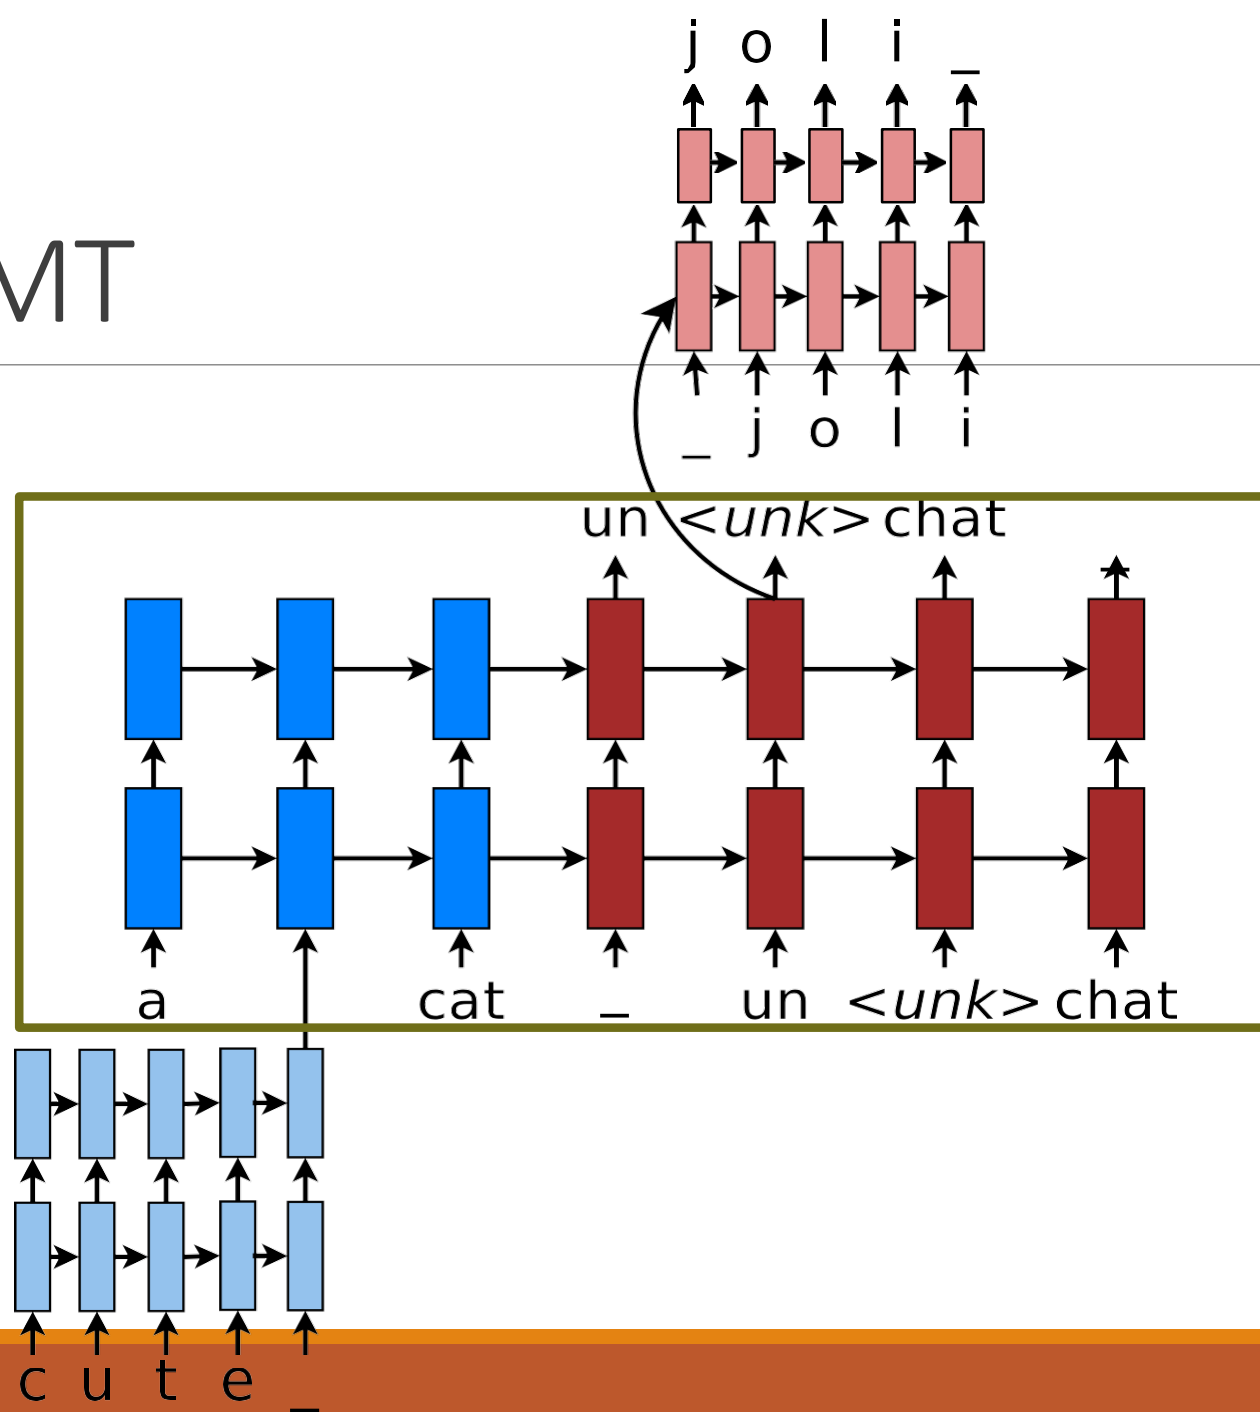 j o l i _
MT
_ j o l i
un <unk> chat _
a cat _ un <unk> chat
c u t e _